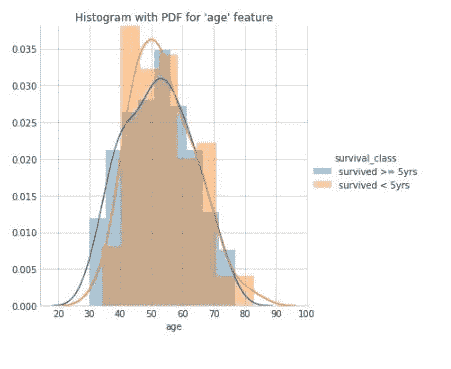 Histogram with PDF for 'age' feature
0.035
0.030
0.025
0.020
0.015
0.010
0.005
0.000
20 30 40 50 60 70 80 90 100
age
survival_class
survived >= 5yrs
survived < 5yrs